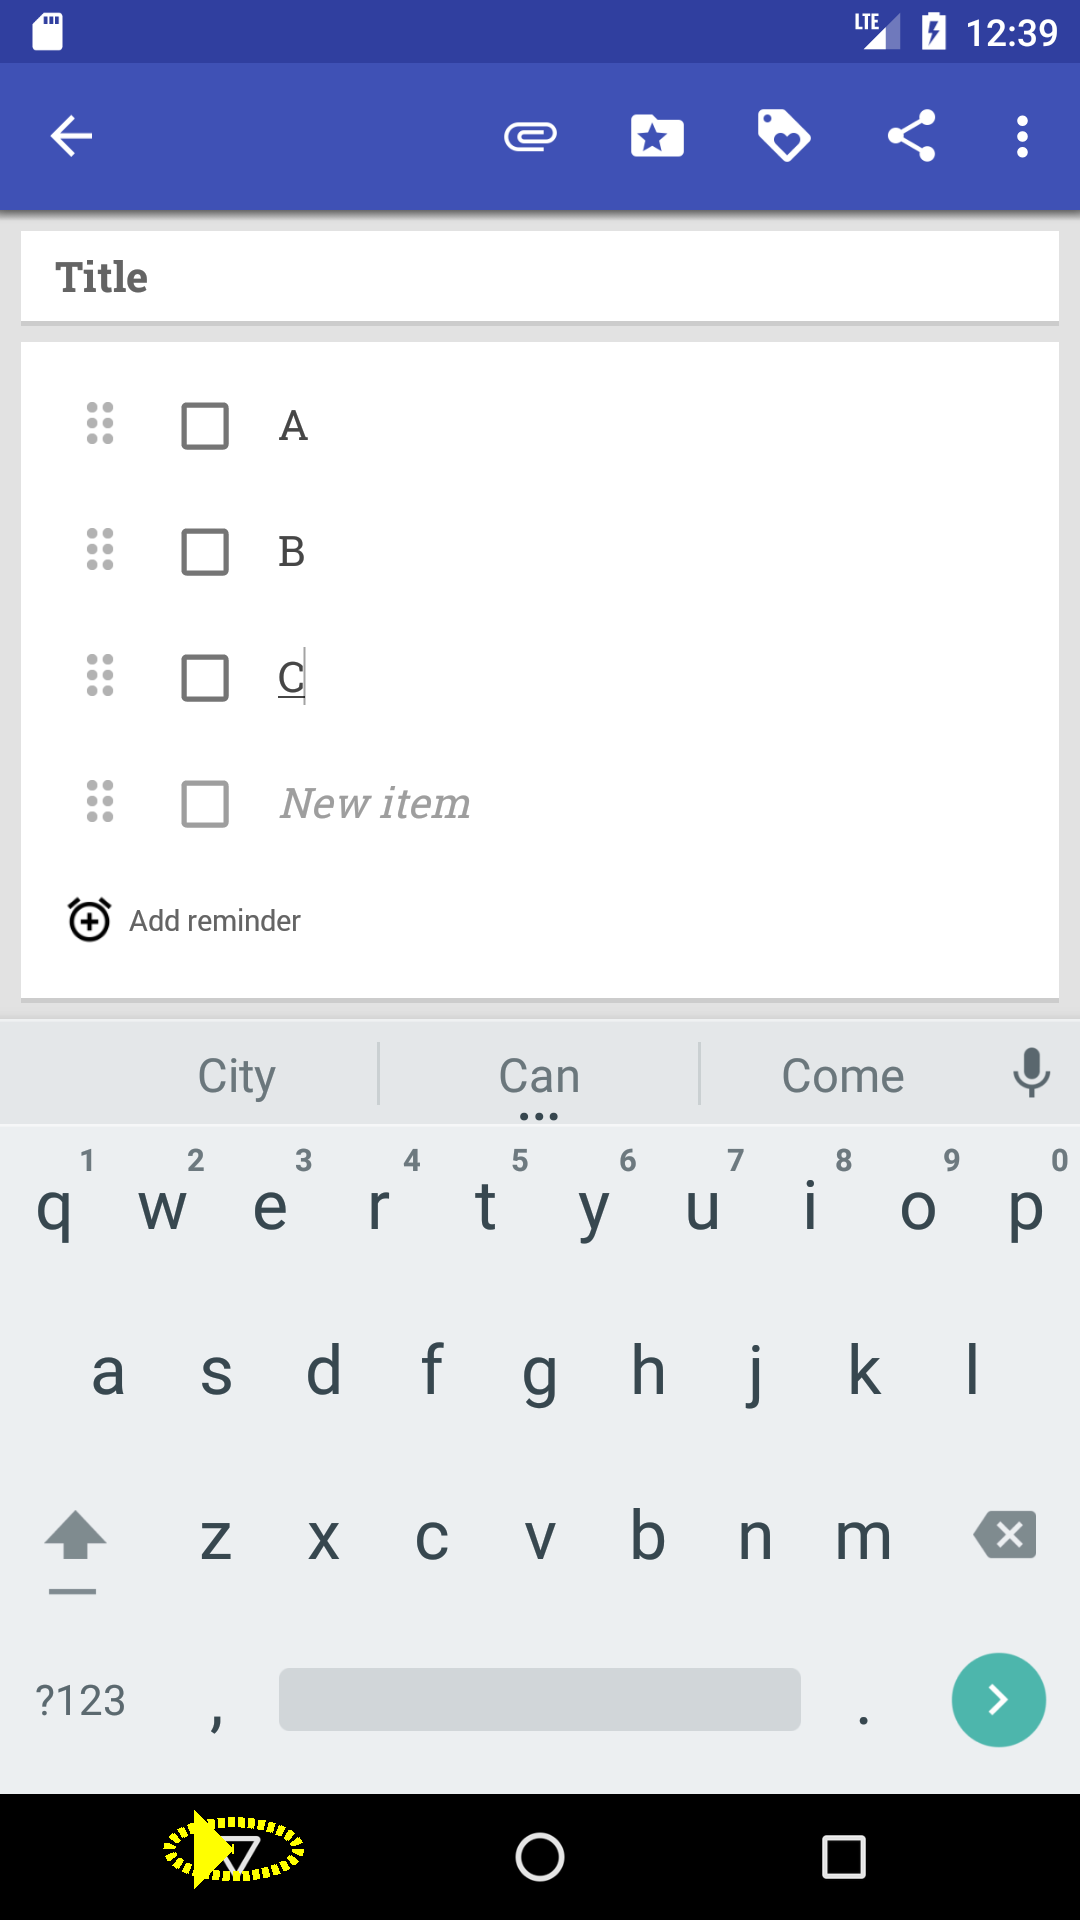 LTE 12:39
Title
A
B
C
New item
Add reminder
City Can Come
1 2 3 4 5 6 7 8 9 0
q w e r t y u i o p
a s d f g h j k l
z x c v b n m
?123 , .